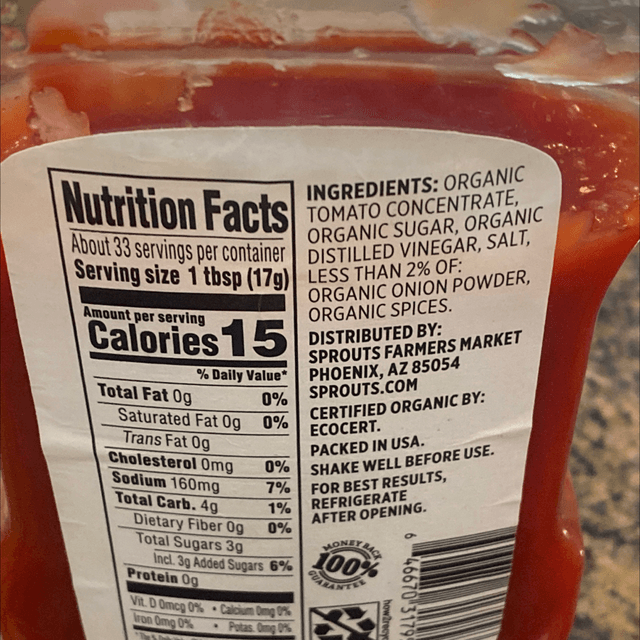 Nutrition Facts
About 33 servings per container
Serving size 1 tbsp (17g)
Amount per serving
Calories 15
% Daily Value*
Total Fat 0g 0%
Saturated Fat 0g 0%
Trans Fat 0g
Cholesterol 0mg 0%
Sodium 160mg 7%
Total Carb. 4g 1%
Dietary Fiber 0g 0%
Total Sugars 3g
Incl. 3g Added Sugars 6%
Protein 0g
Vit. D 0mcg 0% • Calcium 0mg 0%
Iron 0mg 0% • Potas. 0mg 0%
INGREDIENTS: ORGANIC
TOMATO CONCENTRATE,
ORGANIC SUGAR, ORGANIC
DISTILLED VINEGAR, SALT,
LESS THAN 2% OF:
ORGANIC ONION POWDER,
ORGANIC SPICES.
DISTRIBUTED BY:
SPROUTS FARMERS MARKET
PHOENIX, AZ 85054
SPROUTS.COM
CERTIFIED ORGANIC BY:
ECOCERT.
PACKED IN USA.
SHAKE WELL BEFORE USE.
FOR BEST RESULTS,
REFRIGERATE
AFTER OPENING.
MONEY BACK
100%
GUARANTEE
6 46670 3179